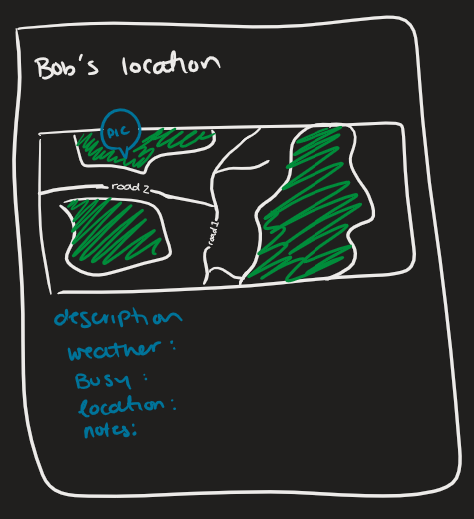 Bob's location
PIC
road 2
road 1
description
weather:
Busy:
location:
notes: